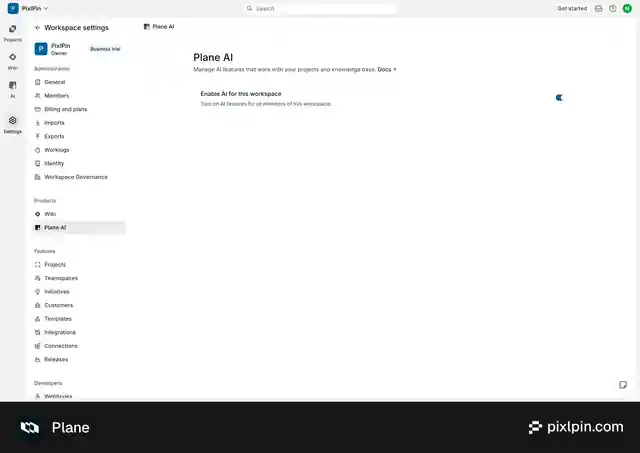 P PixlPin
Search
Get started
M
Projects
Wiki
AI
Settings
Workspace settings
P PixlPin
Owner
Business trial
Administration
General
Members
Billing and plans
Imports
Exports
Worklogs
Identity
Workspace Governance
Products
Wiki
Plane AI
Features
Projects
Teamspaces
Initiatives
Customers
Templates
Integrations
Connections
Releases
Developers
Webhooks
Plane AI
Plane AI
Manage AI features that work with your projects and knowledge base. Docs ↗
Enable AI for this workspace
Turn on AI features for all members of this workspace.
Plane
pixlpin.com